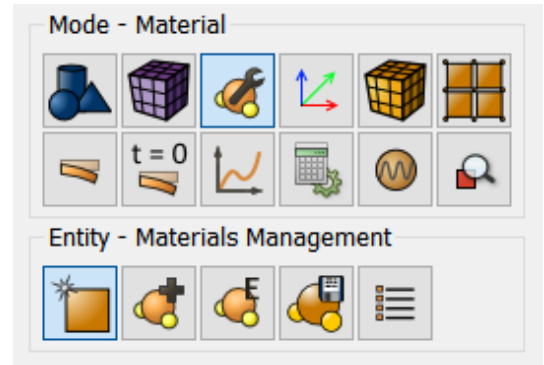 Mode - Material
t = 0
Entity - Materials Management
E